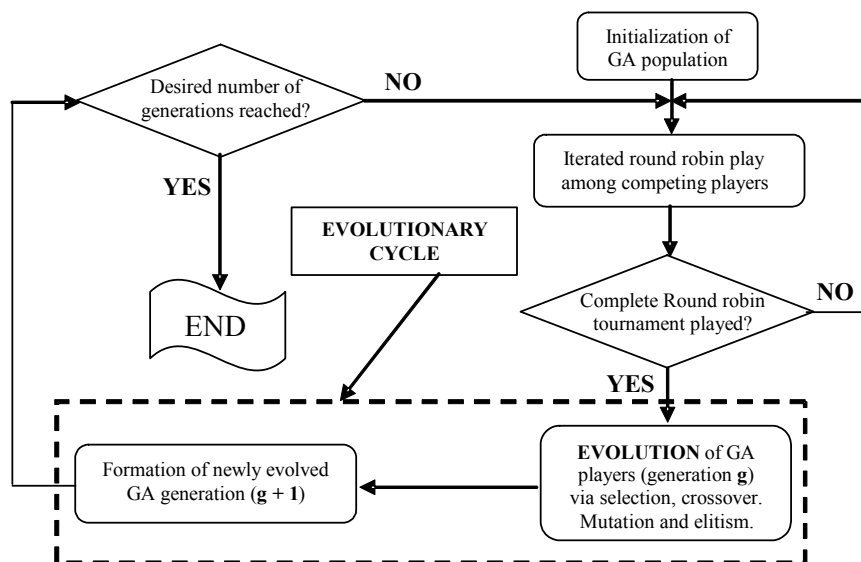 Initialization of
GA population
Desired number of
generations reached?
NO
YES
Iterated round robin play
among competing players
EVOLUTIONARY
CYCLE
Complete Round robin
tournament played?
NO
END
YES
Formation of newly evolved
GA generation (g + 1)
EVOLUTION of GA
players (generation g)
via selection, crossover.
Mutation and elitism.